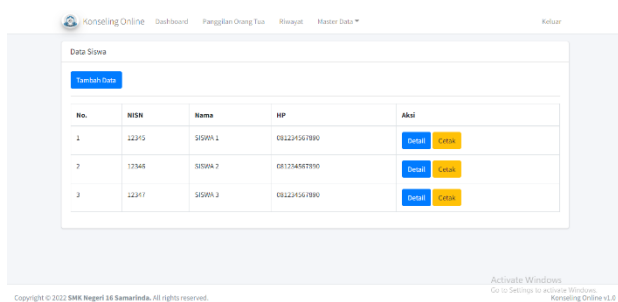 Konseling Online Dashboard Panggilan Orang Tua Riwayat Master Data Keluar
Data Siswa
Tambah Data
No. NISN Nama HP Aksi
1 12345 SISWA 1 081234567890 Detail Cetak
2 12346 SISWA 2 081234567890 Detail Cetak
3 12347 SISWA 3 081234567890 Detail Cetak
Activate Windows
Go to Settings to activate Windows.
Copyright © 2022 SMK Negeri 16 Samarinda. All rights reserved. Konseling Online v1.0